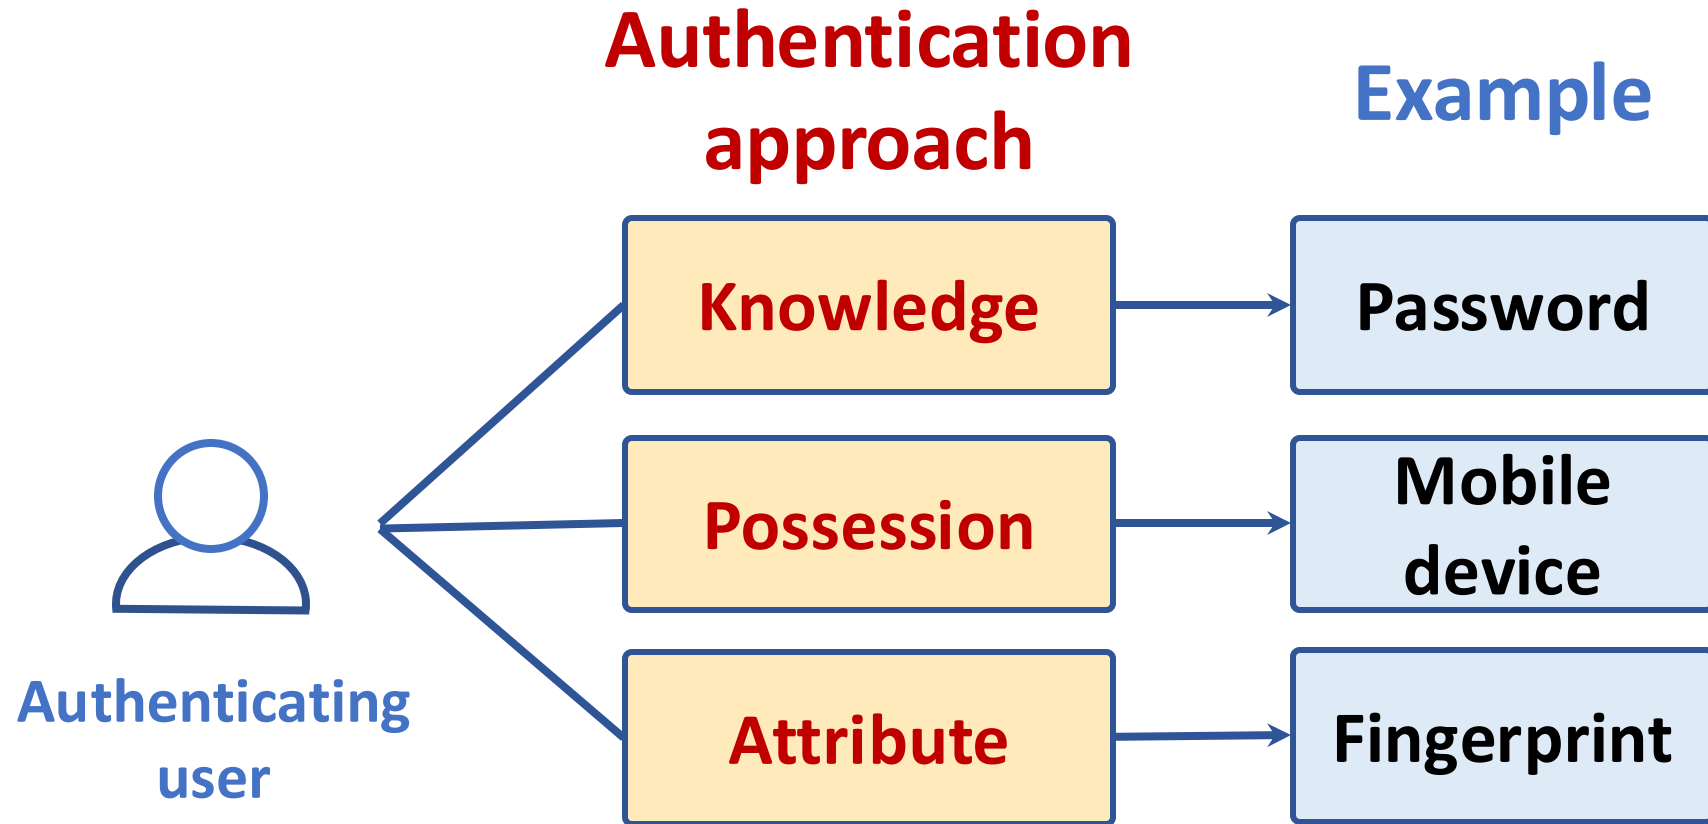 Authentication
approach
Example
Knowledge
Password
Possession
Mobile
device
Attribute
Fingerprint
Authenticating
user